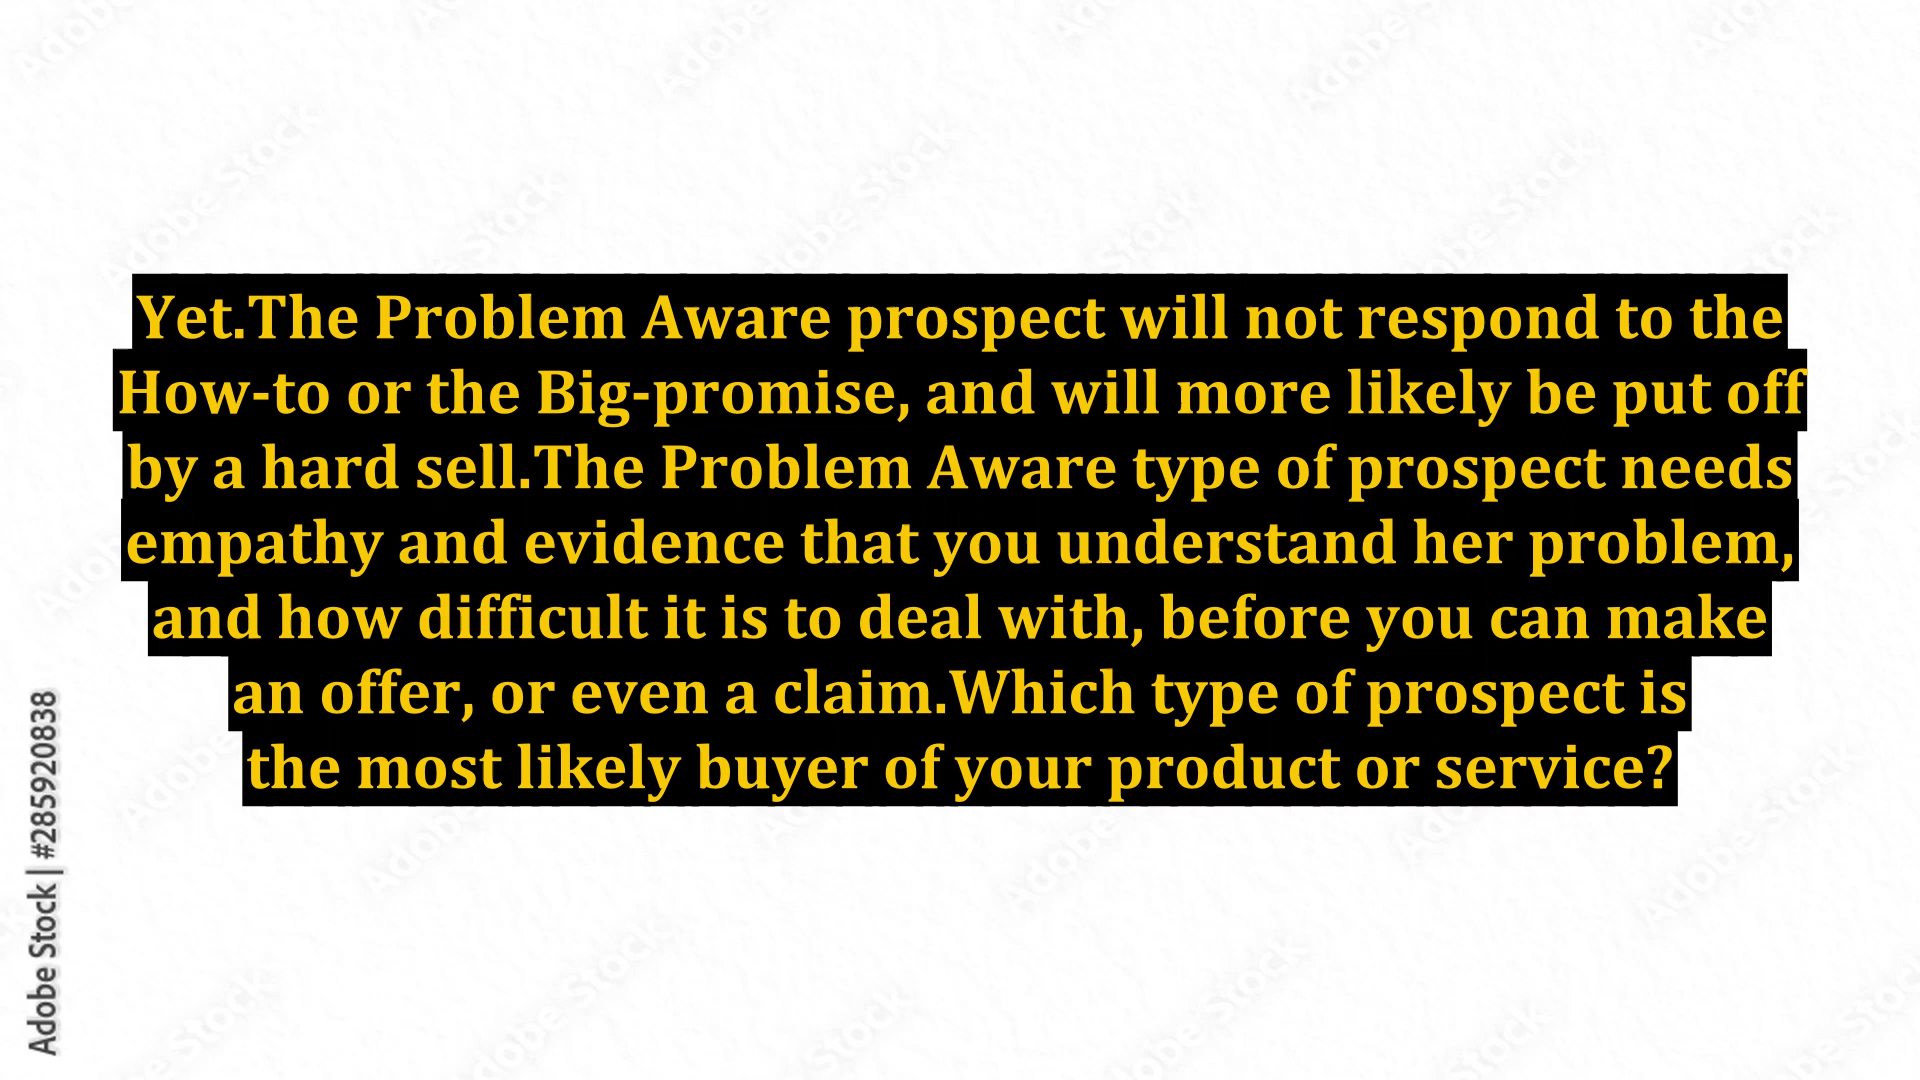 Yet.The Problem Aware prospect will not respond to the
How-to or the Big-promise, and will more likely be put off
by a hard sell.The Problem Aware type of prospect needs
empathy and evidence that you understand her problem,
and how difficult it is to deal with, before you can make
an offer, or even a claim.Which type of prospect is
the most likely buyer of your product or service?
Adobe Stock | #285920838